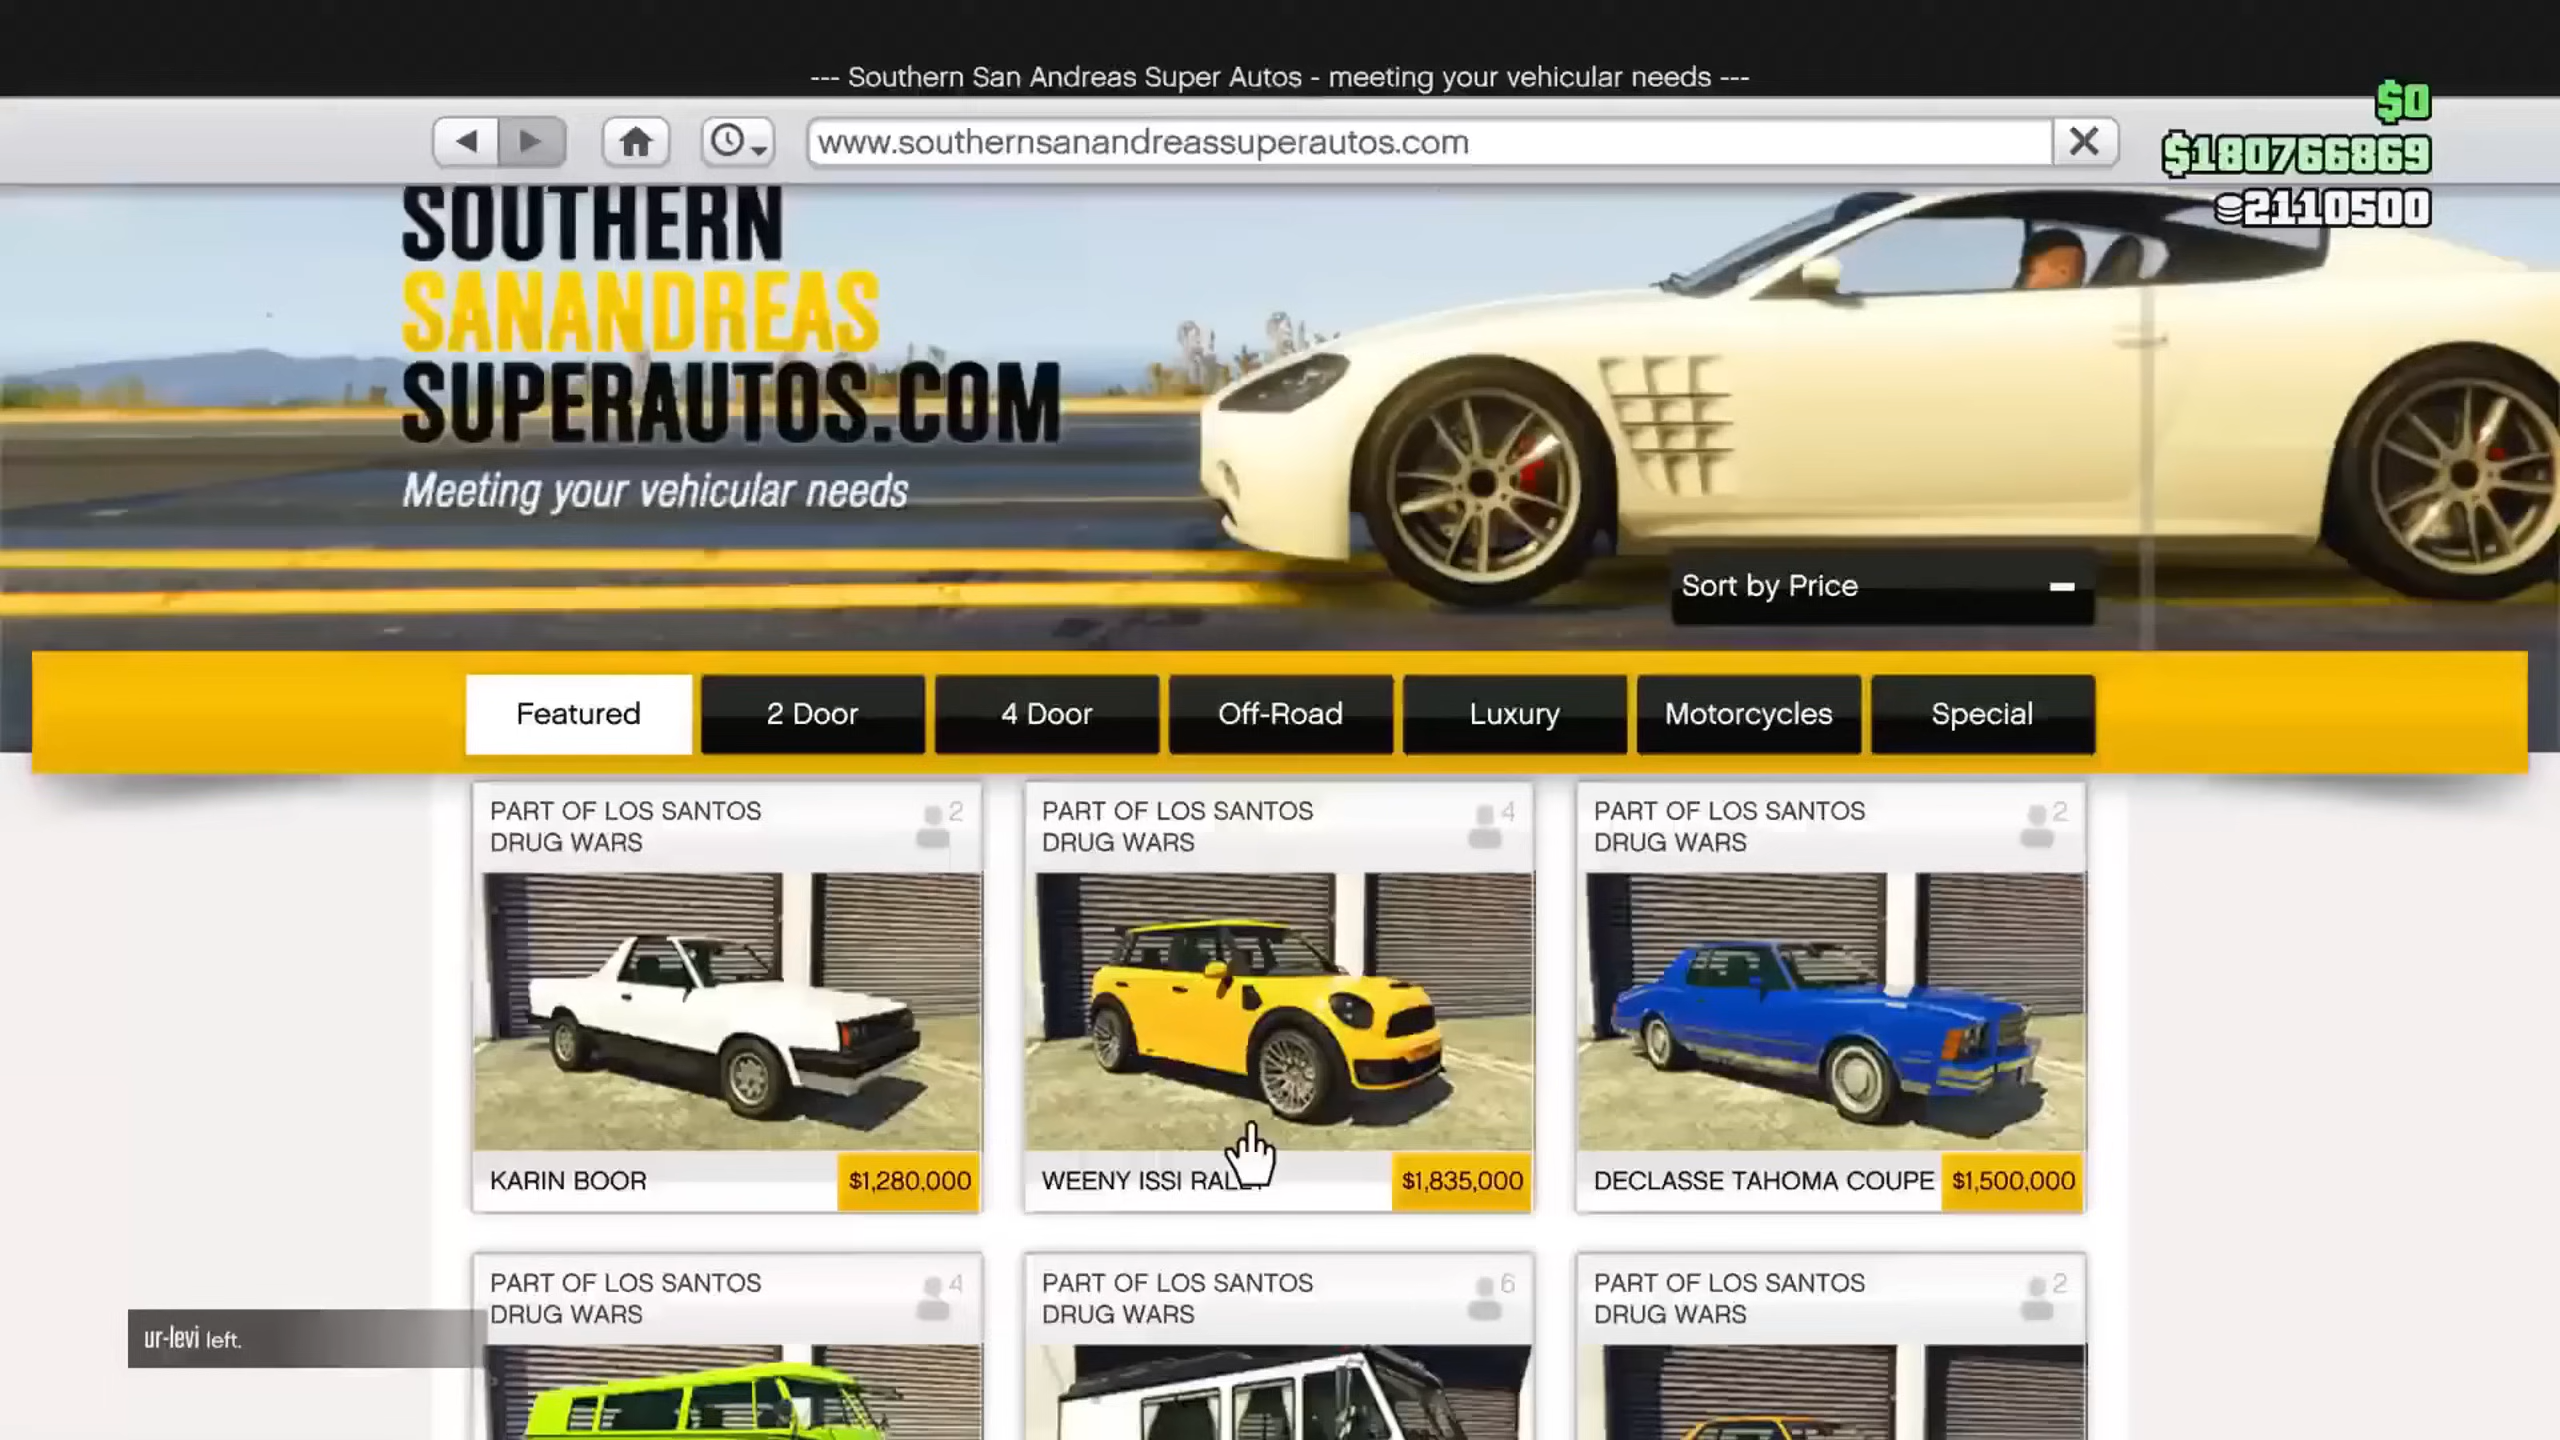 --- Southern San Andreas Super Autos - meeting your vehicular needs ---
$0
www.southernsanandreassuperautos.com
$180766869
2110500
SOUTHERN
SANANDREAS
SUPERAUTOS.COM
Meeting your vehicular needs
Sort by Price
Featured
2 Door
4 Door
Off-Road
Luxury
Motorcycles
Special
PART OF LOS SANTOS
DRUG WARS
2
KARIN BOOR
$1,280,000
PART OF LOS SANTOS
DRUG WARS
4
WEENY ISSI
$1,835,000
PART OF LOS SANTOS
DRUG WARS
2
DECLASSE TAHOMA COUPE
$1,500,000
PART OF LOS SANTOS
DRUG WARS
4
PART OF LOS SANTOS
DRUG WARS
6
PART OF LOS SANTOS
DRUG WARS
2
ur-levi left.